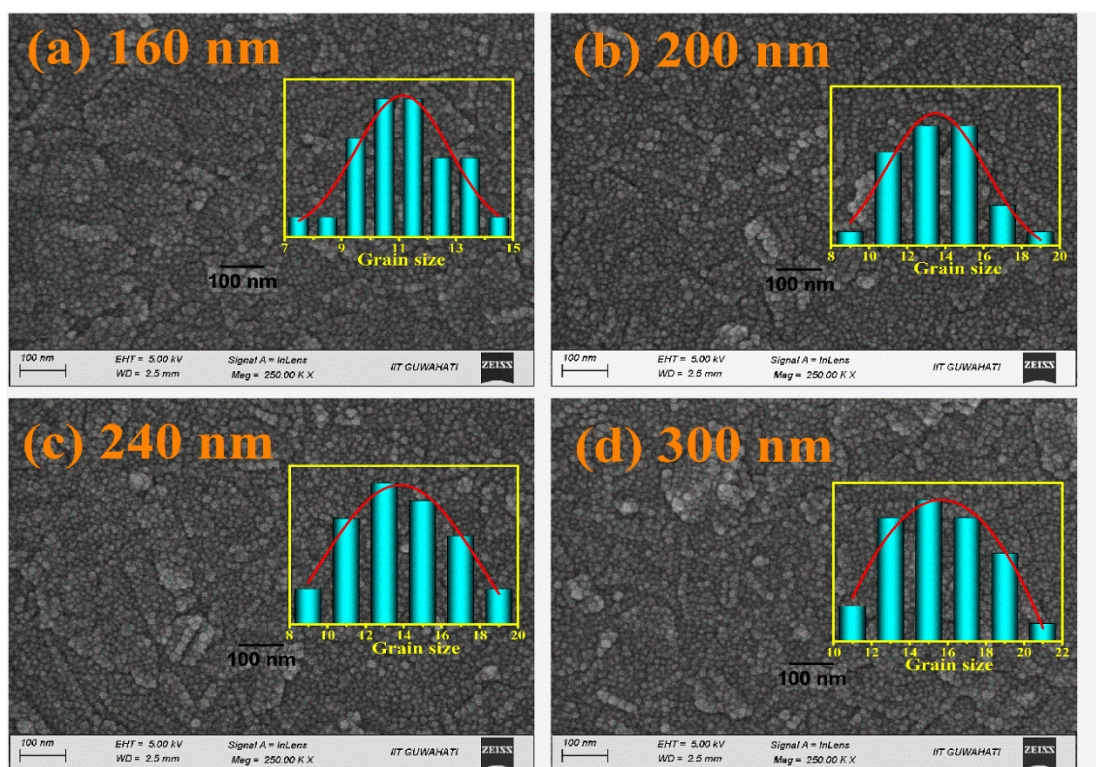 (a) 160 nm
7 9 11 13 15
Grain size
100 nm
100 nm
EHT = 5.00 kV
WD = 2.5 mm
Signal A = InLens
Mag = 250.00 K X
IIT GUWAHATI
ZEISS
(b) 200 nm
8 10 12 14 16 18 20
Grain size
100 nm
100 nm
EHT = 5.00 kV
WD = 2.5 mm
Signal A = InLens
Mag = 250.00 K X
IIT GUWAHATI
ZEISS
(c) 240 nm
8 10 12 14 16 18 20
Grain size
100 nm
100 nm
EHT = 5.00 kV
WD = 2.5 mm
Signal A = InLens
Mag = 250.00 K X
IIT GUWAHATI
ZEISS
(d) 300 nm
10 12 14 16 18 20 22
Grain size
100 nm
100 nm
EHT = 5.00 kV
WD = 2.5 mm
Signal A = InLens
Mag = 250.00 K X
IIT GUWAHATI
ZEISS